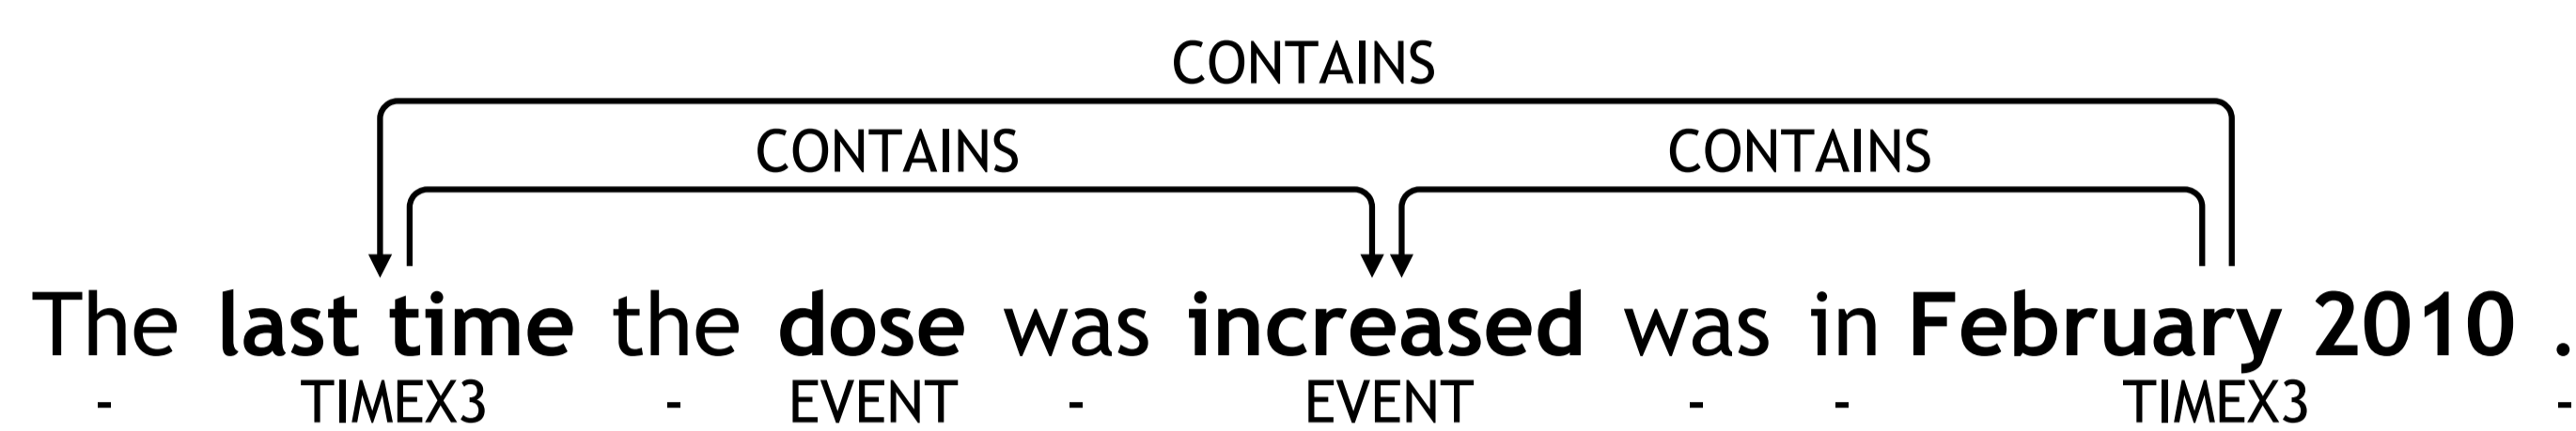 CONTAINS
CONTAINS CONTAINS
The last time the dose was increased was in February 2010 .
- TIMEX3 - EVENT - EVENT - - TIMEX3 -